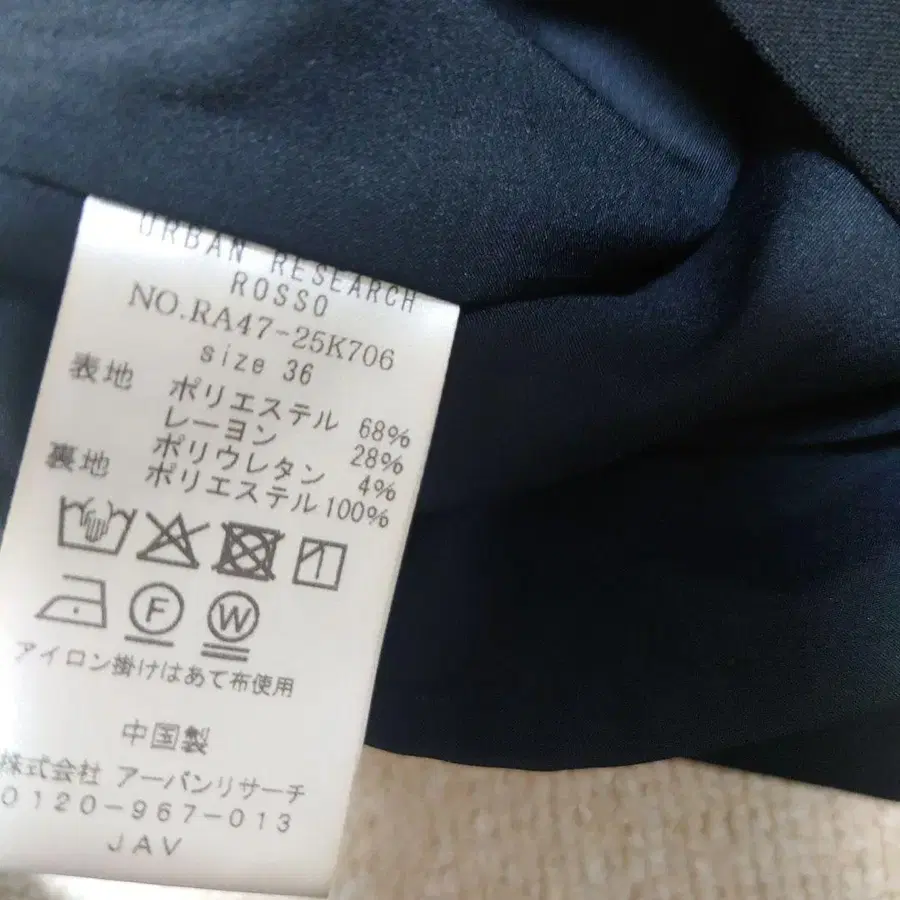 URBAN RESEARCH
ROSSO
NO.RA47-25K706
size 36
表地 ポリエステル 68%
レーヨン 28%
ポリウレタン 4%
裏地 ポリエステル 100%
F W
アイロン掛けはあて布使用
中国製
株式会社 アーバンリサーチ
0120-967-013
JAV